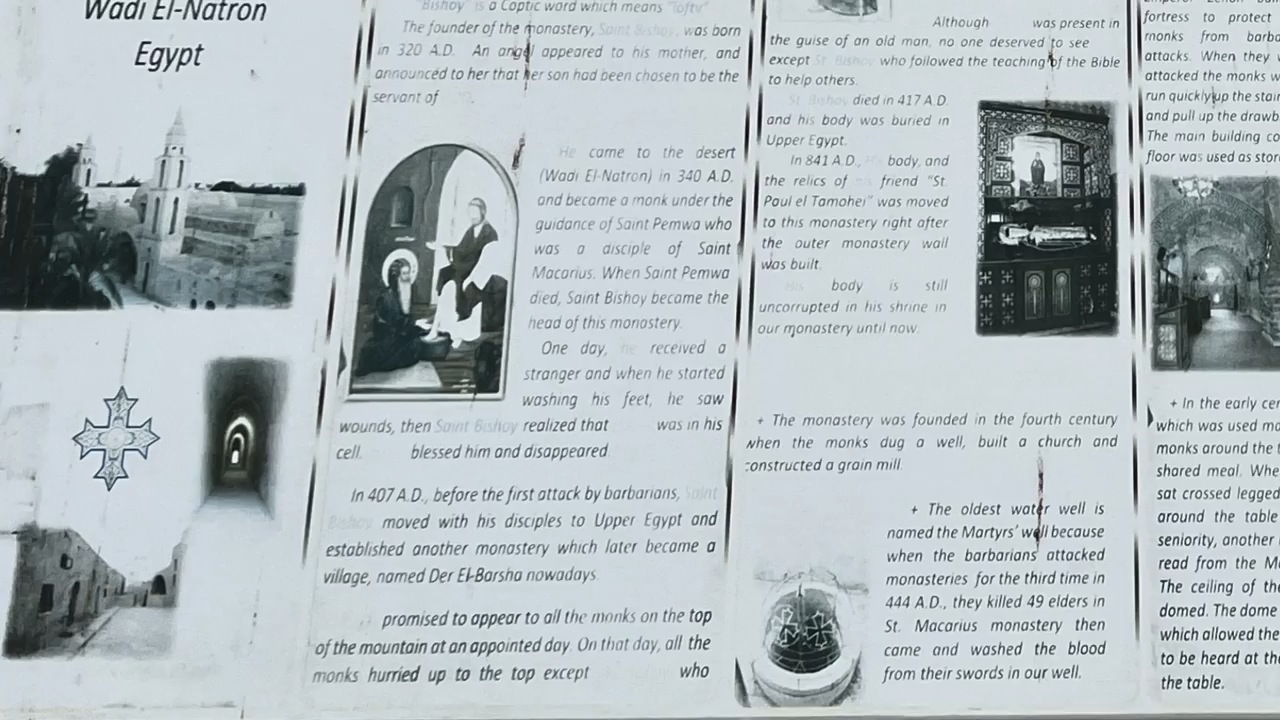 Wadi El-Natron
Egypt
"Bishoy" is a Coptic word which means "lofty"
The founder of the monastery, Saint Bishoy, was born
in 320 A.D. An angel appeared to his mother, and
announced to her that her son had been chosen to be the
servant of
He came to the desert
(Wadi El-Natron) in 340 A.D.
and became a monk under the
guidance of Saint Pemwa who
was a disciple of Saint
Macarius. When Saint Pemwa
died, Saint Bishoy became the
head of this monastery.
One day, he received a
stranger and when he started
washing his feet, he saw
wounds, then Saint Bishoy realized that was in his
cell. blessed him and disappeared
In 407 A.D., before the first attack by barbarians, Saint
Bishoy moved with his disciples to Upper Egypt and
established another monastery which later became a
village, named Der El-Barsha nowadays.
promised to appear to all the monks on the top
of the mountain at an appointed day. On that day, all the
monks hurried up to the top except who
Although was present in
the guise of an old man, no one deserved to see
except St. Bishoy who followed the teaching of the Bible
to help others.
St. Bishoy died in 417 A.D.
and his body was buried in
Upper Egypt.
In 841 A.D., body, and
the relics of his friend "St.
Paul el Tamohei" was moved
to this monastery right after
the outer monastery wall
was built.
His body is still
uncorrupted in his shrine in
our monastery until now.
+ The monastery was founded in the fourth century
when the monks dug a well, built a church and
constructed a grain mill
+ The oldest water well is
named the Martyrs' well because
when the barbarians attacked
monasteries for the third time in
444 A.D., they killed 49 elders in
St. Macarius monastery then
came and washed the blood
from their swords in our well.
fortress to protect
monks from
attacks. When they
attacked the monks
run quickly up the
and pull up the
The main building
floor was used as
+ In the early
which was used
monks around the
shared meal.
sat crossed legged
around the table
seniority, another
read from the
The ceiling of the
domed. The dome
which allowed the
to be heard at the
the table.